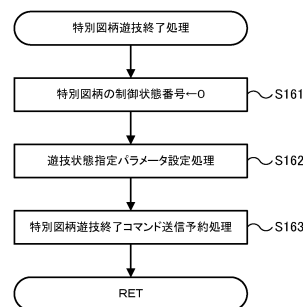 特別図柄遊技終了処理
特別図柄の制御状態番号←0 S161
遊技状態指定パラメータ設定処理 S162
特別図柄遊技終了コマンド送信予約処理 S163
RET